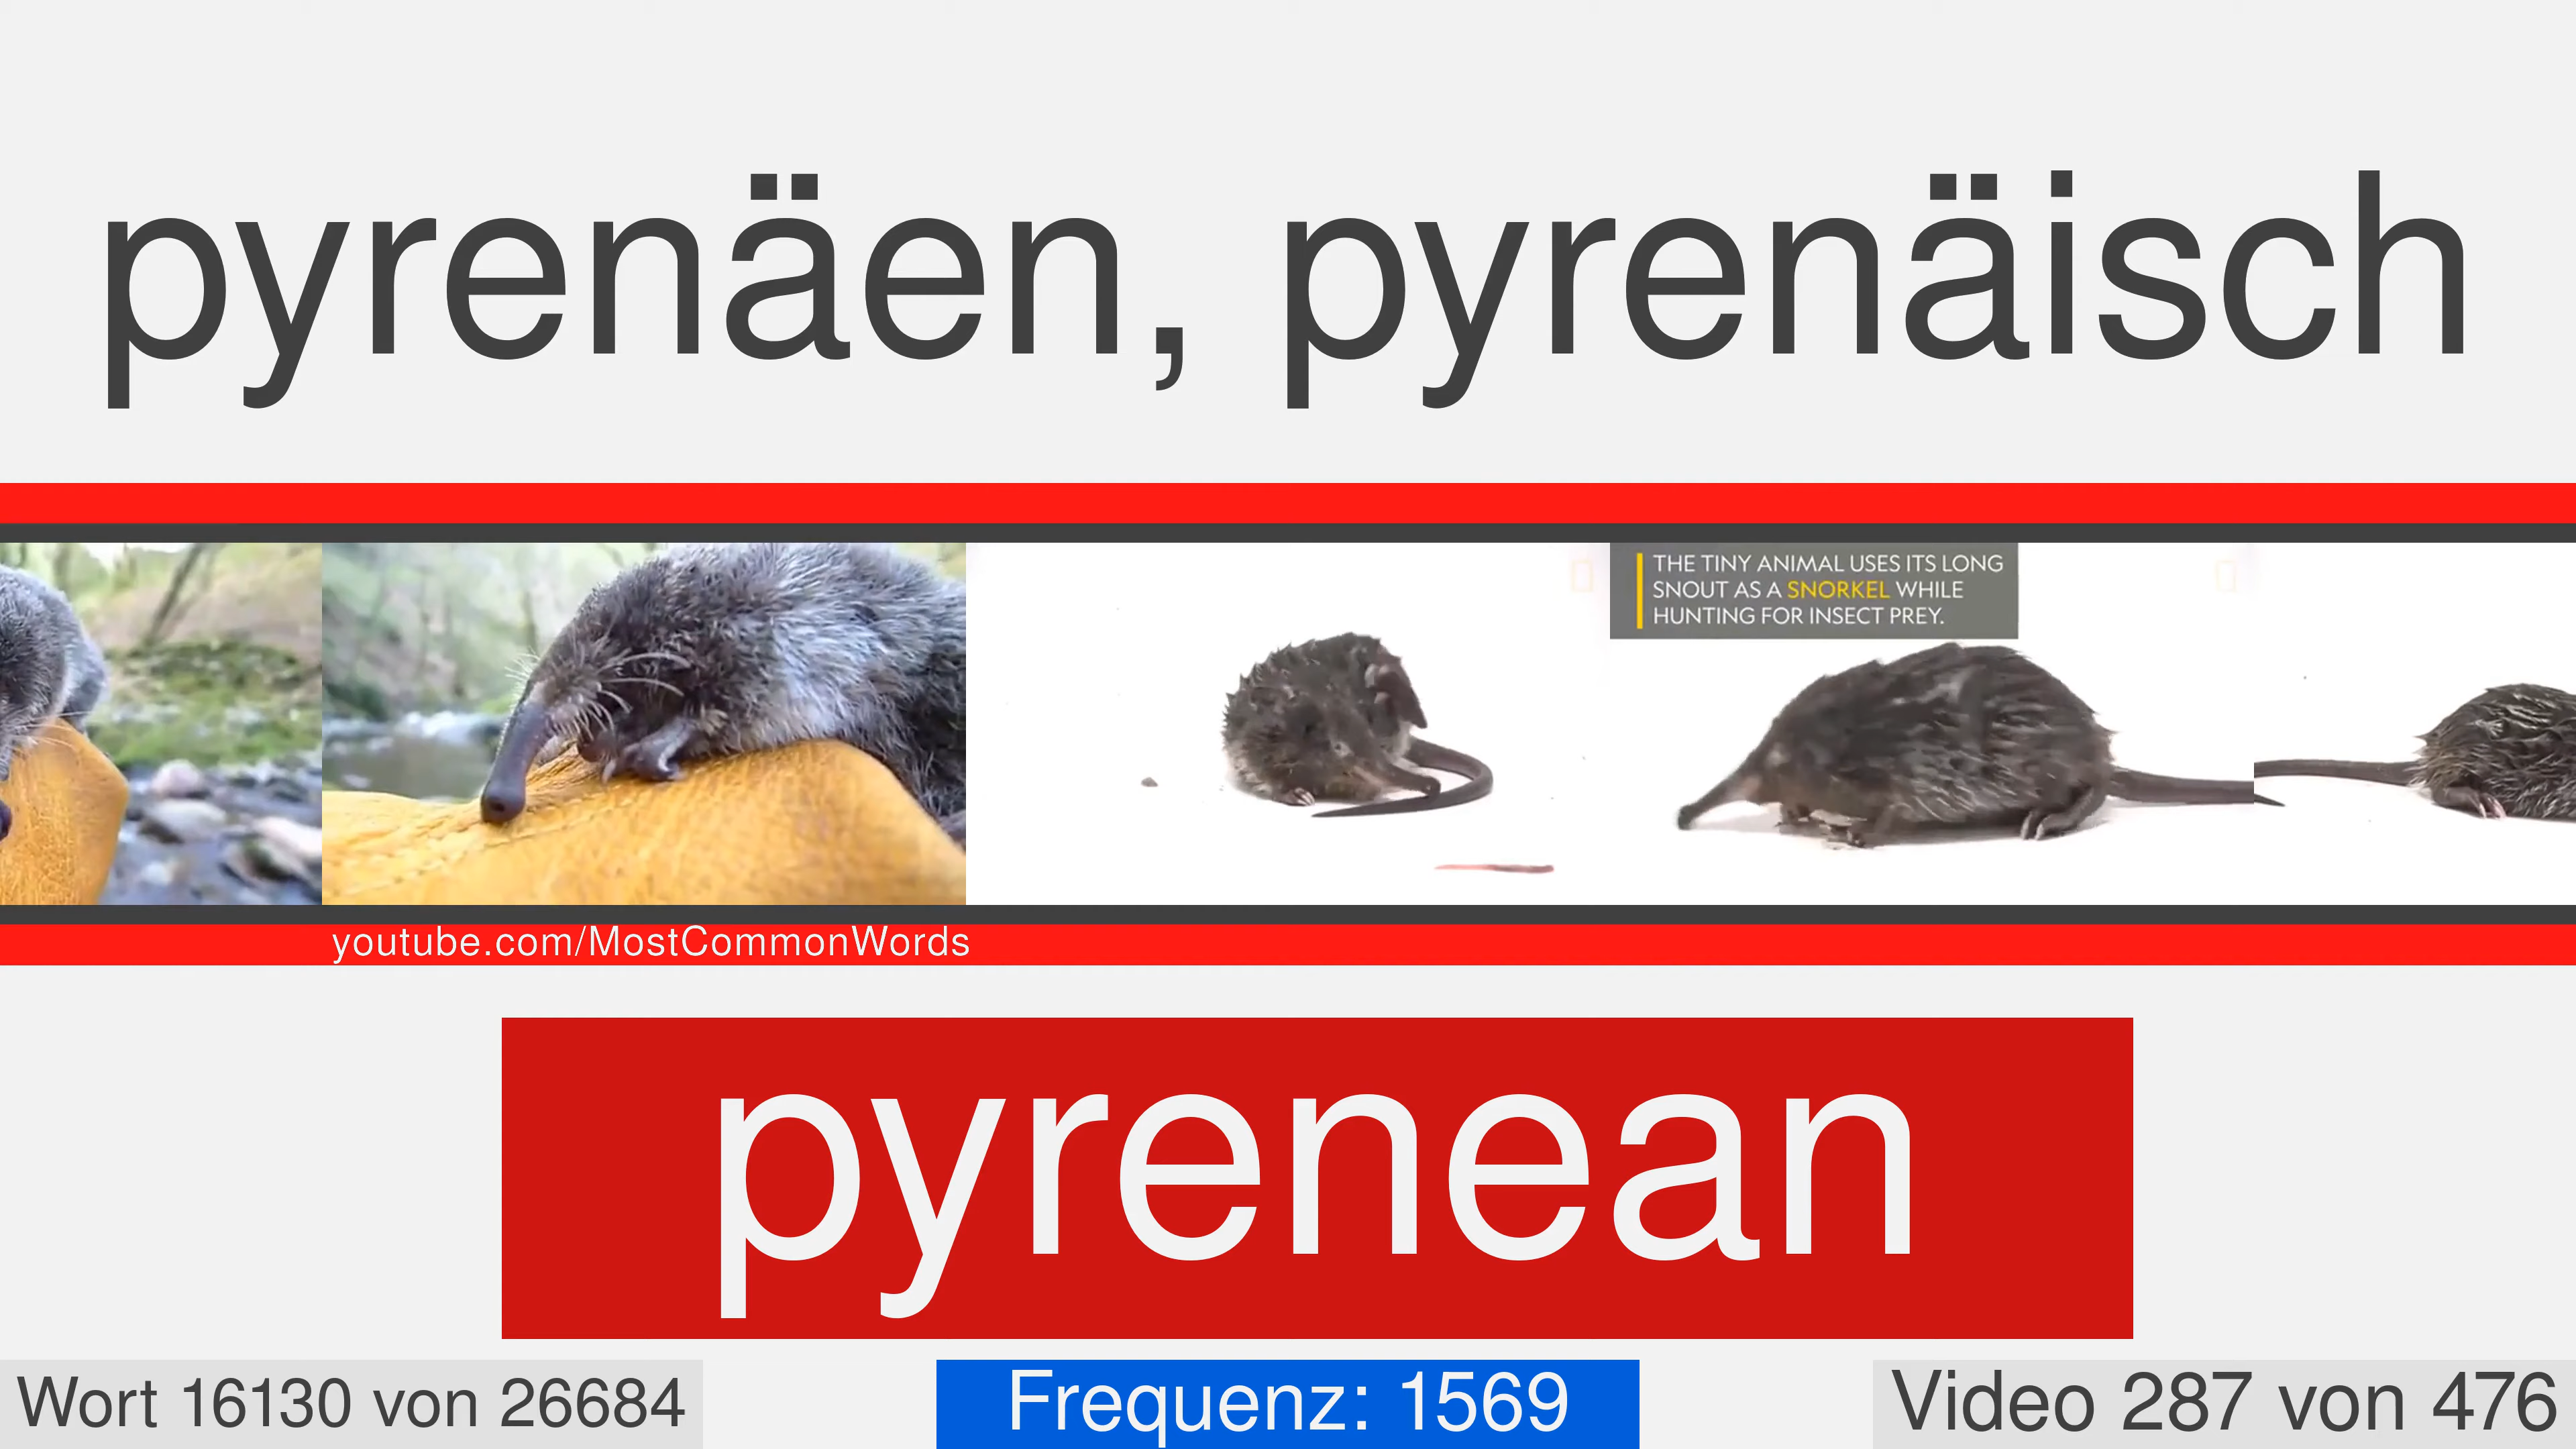 pyrenäen, pyrenäisch
THE TINY ANIMAL USES ITS LONG
SNOUT AS A SNORKEL WHILE
HUNTING FOR INSECT PREY.
youtube.com/MostCommonWords
pyrenean
Wort 16130 von 26684
Frequenz: 1569
Video 287 von 476